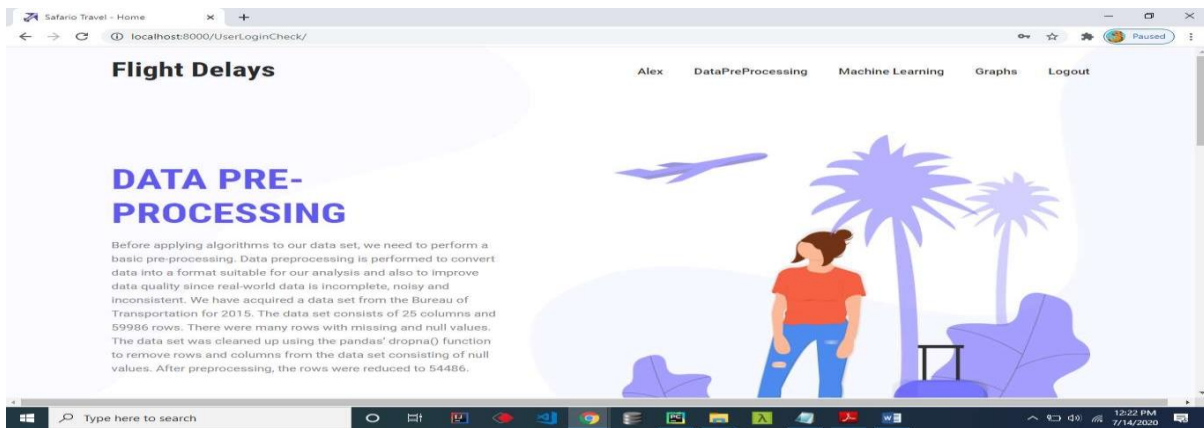 Safario Travel - Home
localhost:8000/UserLoginCheck/
Paused
Flight Delays
Alex DataPreProcessing Machine Learning Graphs Logout
DATA PRE-
PROCESSING
Before applying algorithms to our data set, we need to perform a
basic pre-processing. Data preprocessing is performed to convert
data into a format suitable for our analysis and also to improve
data quality since real-world data is incomplete, noisy and
inconsistent. We have acquired a data set from the Bureau of
Transportation for 2015. The data set consists of 25 columns and
59986 rows. There were many rows with missing and null values.
The data set was cleaned up using the pandas' dropna() function
to remove rows and columns from the data set consisting of null
values. After preprocessing, the rows were reduced to 54486.
Type here to search
12:22 PM
7/14/2020